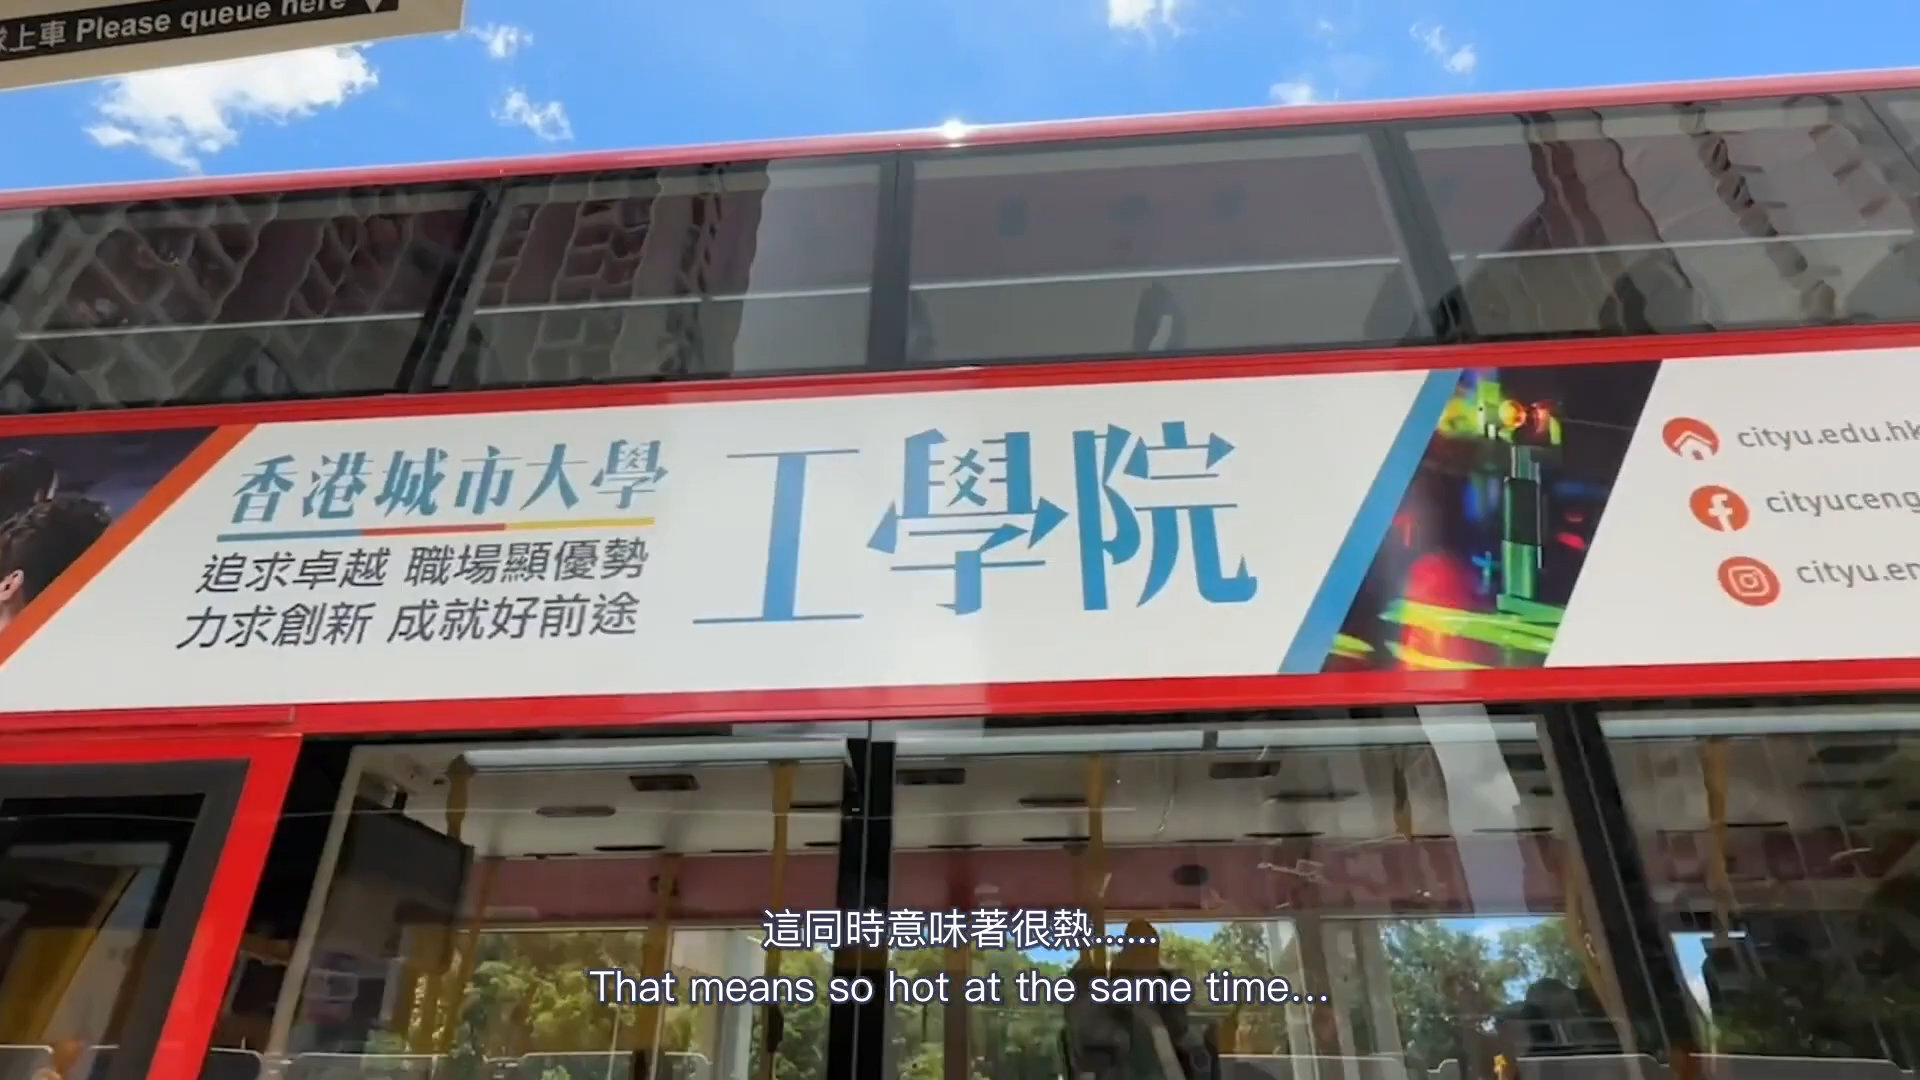 上車 Please queue here
香港城市大學
工學院
追求卓越 職場顯優勢
力求創新 成就好前途
cityu.edu.hk
cityuceng
cityu.en
這同時意味著很熱......
That means so hot at the same time...